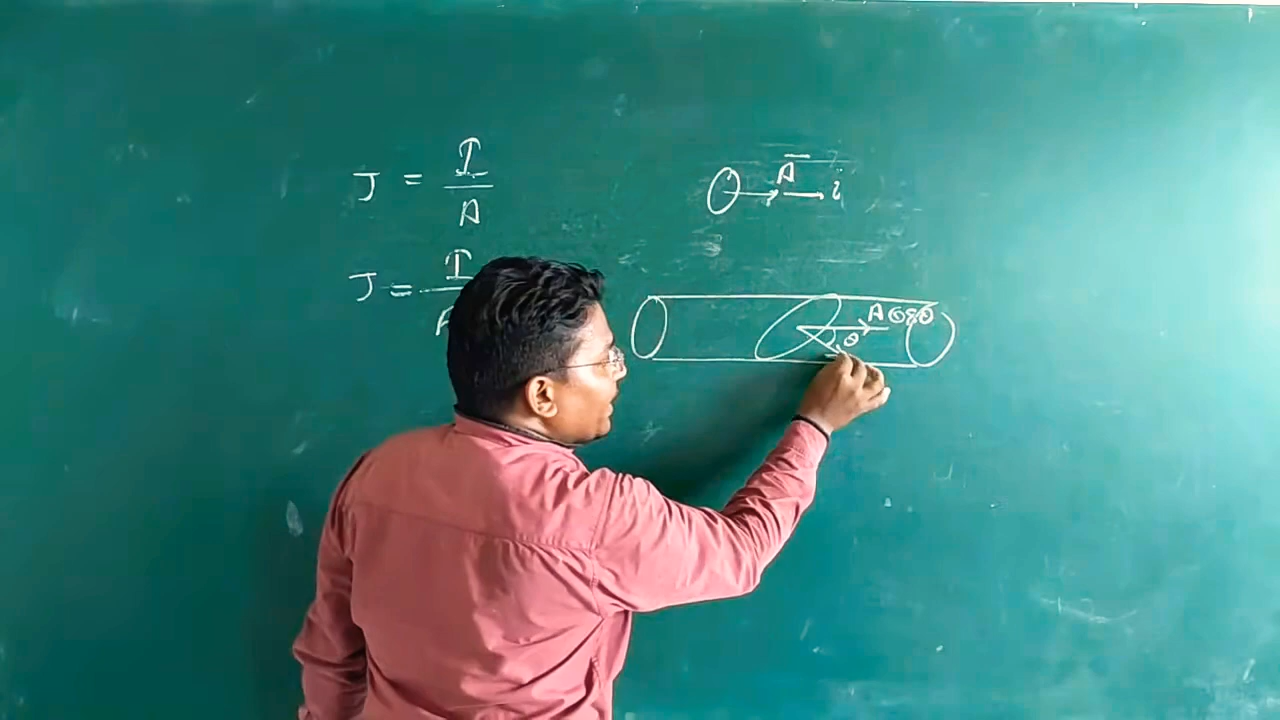 J = I / A
A i
J = I
A cosθ
θ